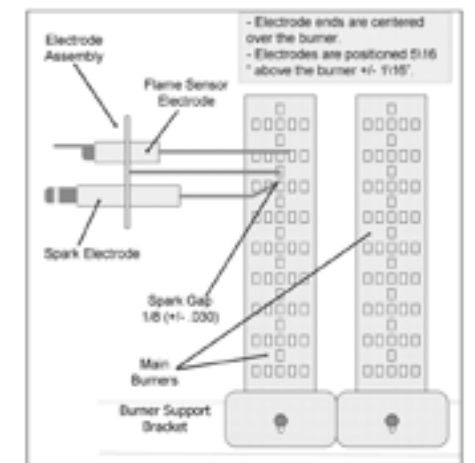 - Electrode ends are centered
over the burner.
- Electrodes are positioned 5\16
" above the burner +/- 1\16".
Electrode
Assembly
Flame Sensor
Electrode
Spark Electrode
Spark Gap
1/8 (+/- .030)
Main
Burners
Burner Support
Bracket